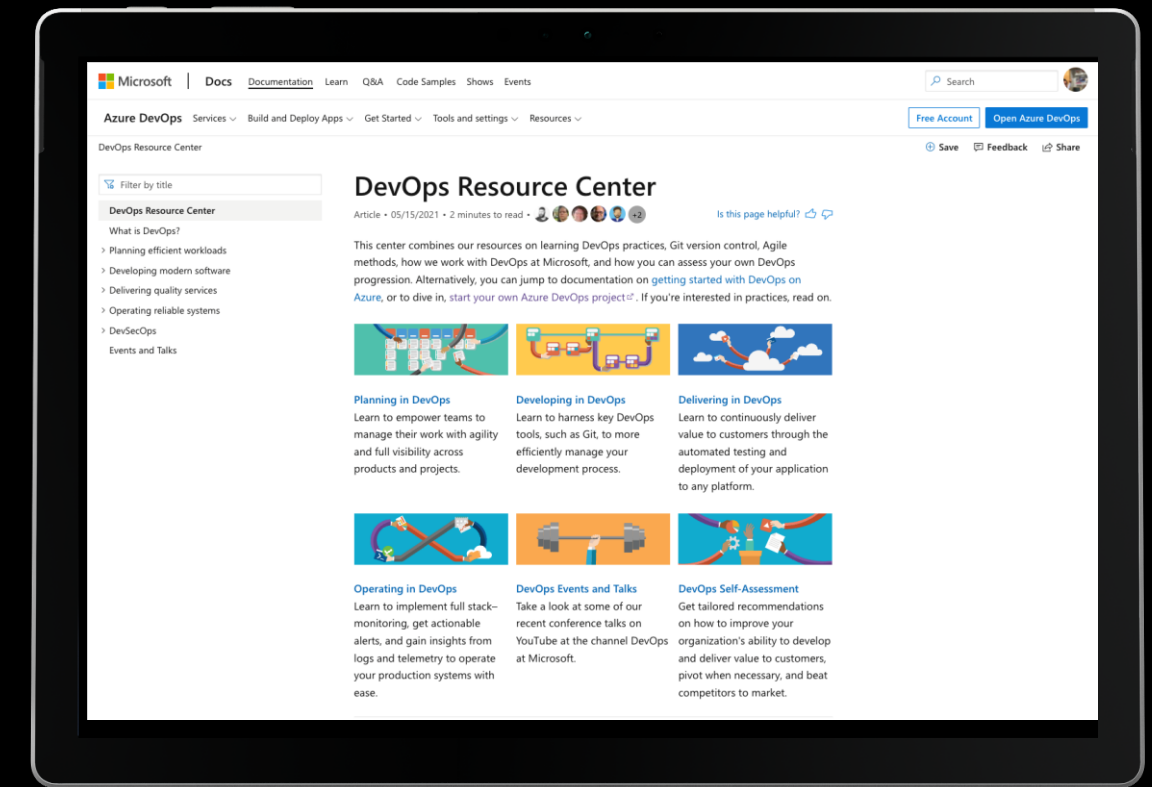 Microsoft
Docs Documentation Learn Q&A Code Samples Shows Events
Search
Azure DevOps Services Build and Deploy Apps Get Started Tools and settings Resources
Free Account Open Azure DevOps
DevOps Resource Center
Save Feedback Share
Filter by title
DevOps Resource Center
What is DevOps?
Planning efficient workloads
Developing modern software
Delivering quality services
Operating reliable systems
DevSecOps
Events and Talks
DevOps Resource Center
Article • 05/15/2021 • 2 minutes to read • +2
Is this page helpful?
This center combines our resources on learning DevOps practices, Git version control, Agile
methods, how we work with DevOps at Microsoft, and how you can assess your own DevOps
progression. Alternatively, you can jump to documentation on getting started with DevOps on
Azure, or to dive in, start your own Azure DevOps project . If you're interested in practices, read on.
Planning in DevOps
Learn to empower teams to
manage their work with agility
and full visibility across
products and projects.
Developing in DevOps
Learn to harness key DevOps
tools, such as Git, to more
efficiently manage your
development process.
Delivering in DevOps
Learn to continuously deliver
value to customers through the
automated testing and
deployment of your application
to any platform.
Operating in DevOps
Learn to implement full stack–
monitoring, get actionable
alerts, and gain insights from
logs and telemetry to operate
your production systems with
ease.
DevOps Events and Talks
Take a look at some of our
recent conference talks on
YouTube at the channel DevOps
at Microsoft.
DevOps Self-Assessment
Get tailored recommendations
on how to improve your
organization's ability to develop
and deliver value to customers,
pivot when necessary, and beat
competitors to market.